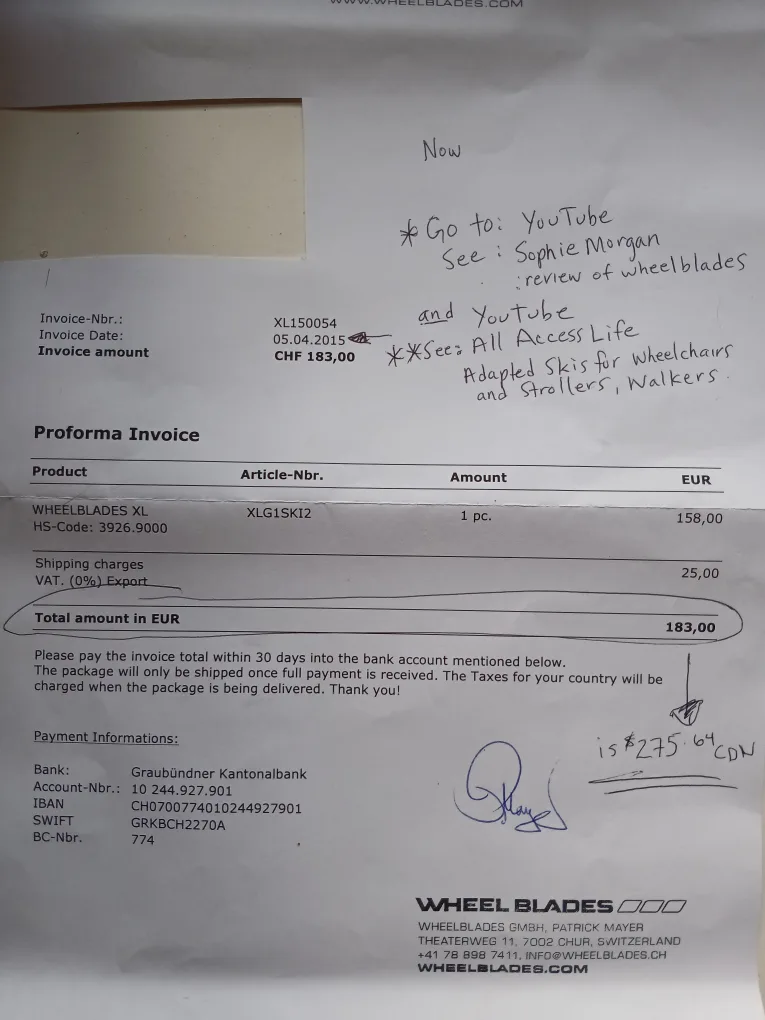 WWW.WHEELBLADES.COM
Now
*Go to: YouTube
See: Sophie Morgan
: review of wheelblades
and Youtube
**See: All Access Life
Adapted Skis for Wheelchairs
and Strollers, Walkers.
Invoice-Nbr.: XL150054
Invoice Date: 05.04.2015
Invoice amount CHF 183,00
Proforma Invoice
Product Article-Nbr. Amount EUR
WHEELBLADES XL XLG1SKI2 1 pc. 158,00
HS-Code: 3926.9000
Shipping charges 25,00
VAT. (0%) Export
Total amount in EUR 183,00
Please pay the invoice total within 30 days into the bank account mentioned below.
The package will only be shipped once full payment is received. The Taxes for your country will be
charged when the package is being delivered. Thank you!
is $275.64 CDN
Payment Informations:
Bank: Graubündner Kantonalbank
Account-Nbr.: 10 244.927.901
IBAN CH0700774010244927901
SWIFT GRKBCH2270A
BC-Nbr. 774
WHEEL BLADES
WHEELBLADES GMBH, PATRICK MAYER
THEATERWEG 11, 7002 CHUR, SWITZERLAND
+41 78 898 7411, INFO@WHEELBLADES.CH
WHEELBLADES.COM